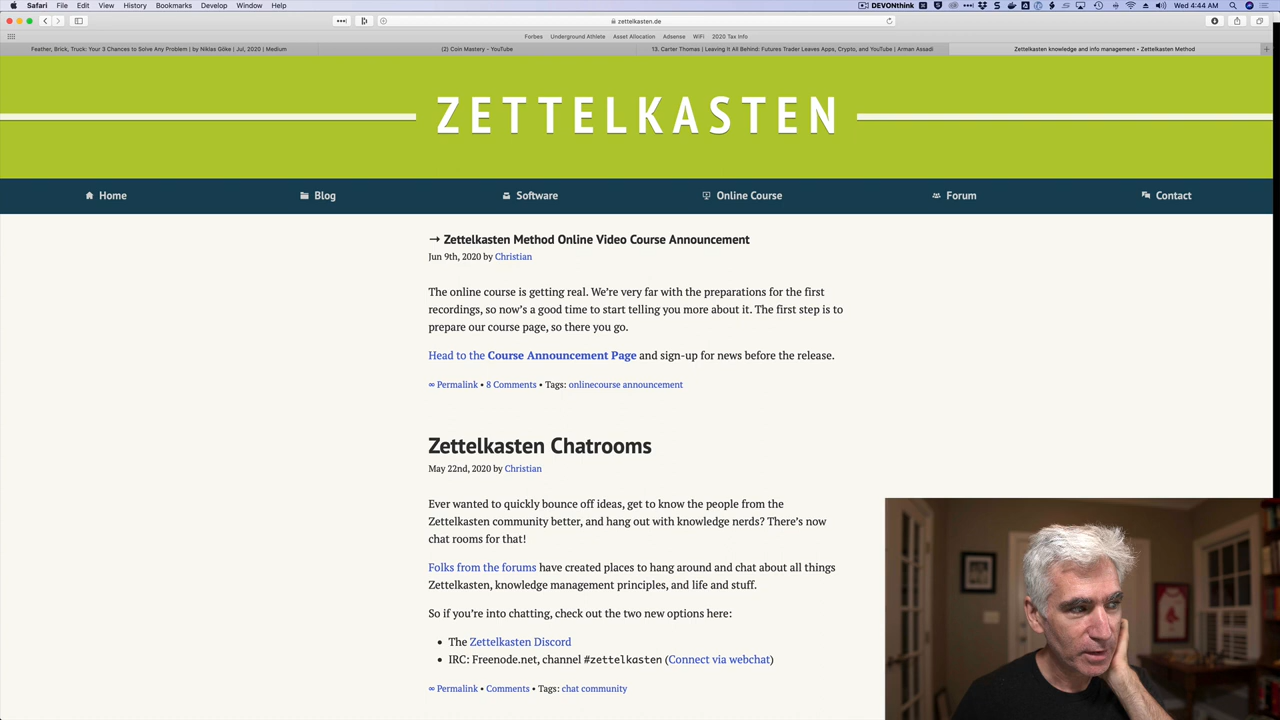 Safari File Edit View History Bookmarks Develop Window Help
DEVONthink
Wed 4:44 AM
zettelkasten.de
Forbes Underground Athlete Asset Allocation Adsense WiFi 2020 Tax Info
Feather, Brick, Truck: Your 3 Chances to Solve Any Problem | by Niklas Göke | Jul, 2020 | Medium
(2) Coin Mastery - YouTube
13. Carter Thomas | Leaving It All Behind: Futures Trader Leaves Apps, Crypto, and YouTube | Arman Assadi
Zettelkasten knowledge and info management • Zettelkasten Method
ZETTELKASTEN
Home Blog Software Online Course Forum Contact
→ Zettelkasten Method Online Video Course Announcement
Jun 9th, 2020 by Christian
The online course is getting real. We're very far with the preparations for the first
recordings, so now's a good time to start telling you more about it. The first step is to
prepare our course page, so there you go.
Head to the Course Announcement Page and sign-up for news before the release.
∞ Permalink • 8 Comments • Tags: onlinecourse announcement
Zettelkasten Chatrooms
May 22nd, 2020 by Christian
Ever wanted to quickly bounce off ideas, get to know the people from the
Zettelkasten community better, and hang out with knowledge nerds? There's now
chat rooms for that!
Folks from the forums have created places to hang around and chat about all things
Zettelkasten, knowledge management principles, and life and stuff.
So if you're into chatting, check out the two new options here:
• The Zettelkasten Discord
• IRC: Freenode.net, channel #zettelkasten (Connect via webchat)
∞ Permalink • Comments • Tags: chat community